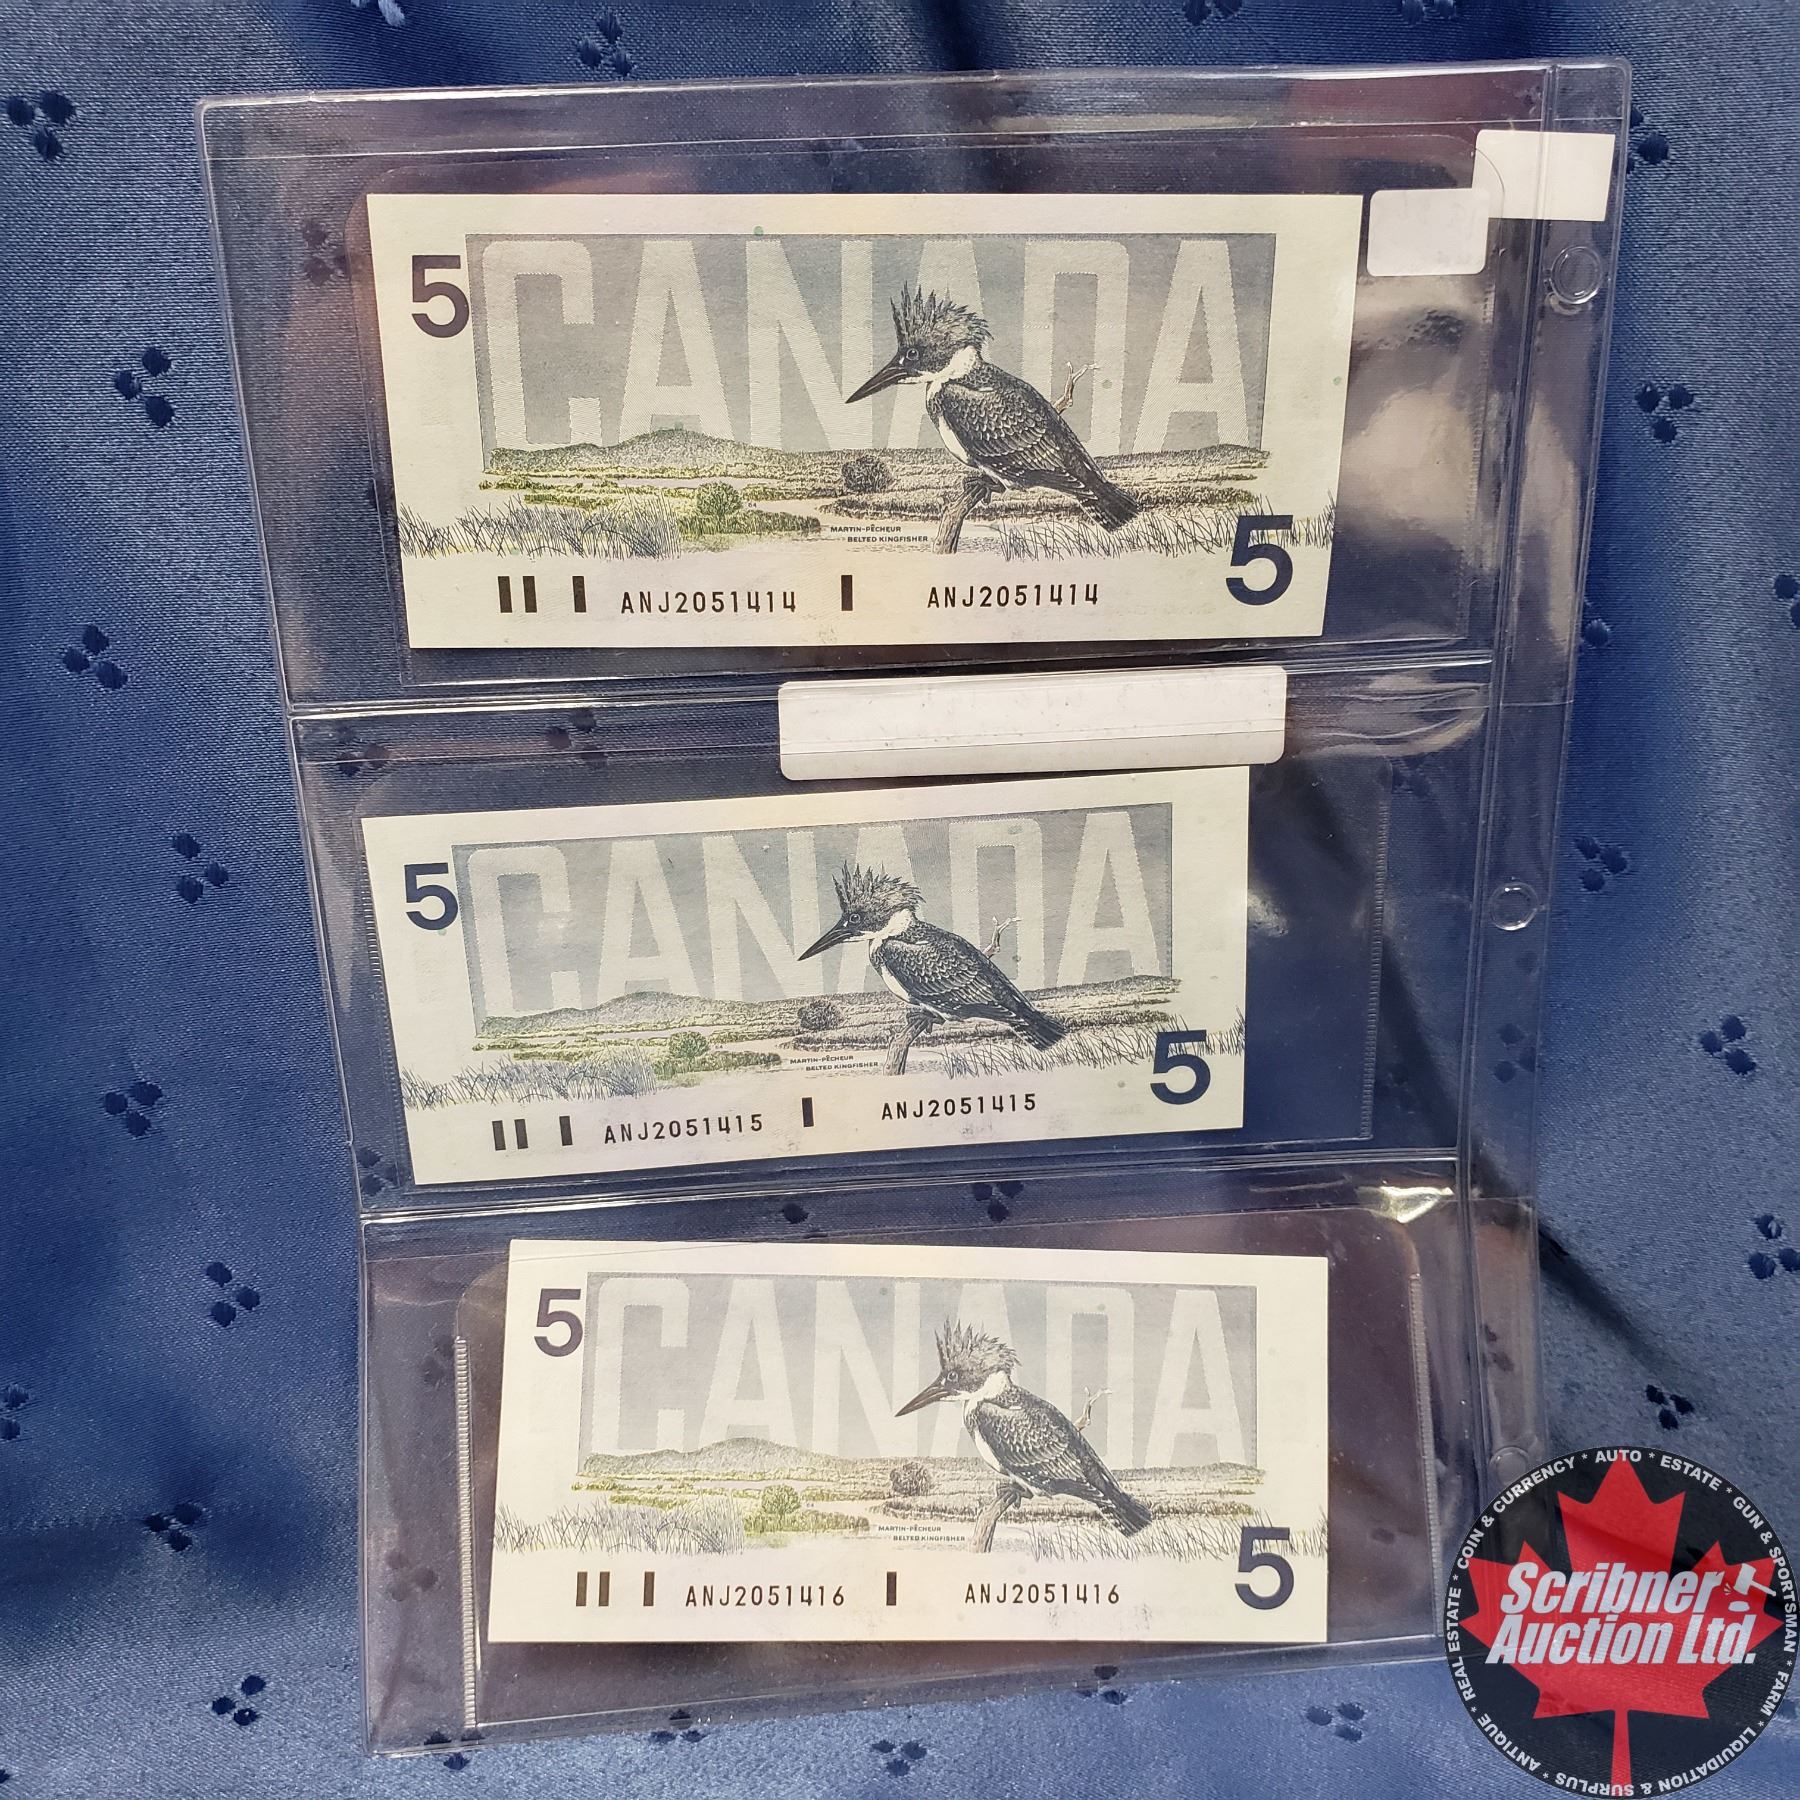 5
CANADA
MARTIN-PÊCHEUR
BELTED KINGFISHER
5
ANJ2051414 ANJ2051414
5
CANADA
MARTIN-PÊCHEUR
BELTED KINGFISHER
5
ANJ2051415 ANJ2051415
5
CANADA
MARTIN-PÊCHEUR
BELTED KINGFISHER
5
ANJ2051416 ANJ2051416
Scribner
Auction Ltd.
REAL ESTATE * COIN & CURRENCY * AUTO * ESTATE * GUN & SPORTSMAN * FARM * LIQUIDATION & SURPLUS * ANTIQUE *